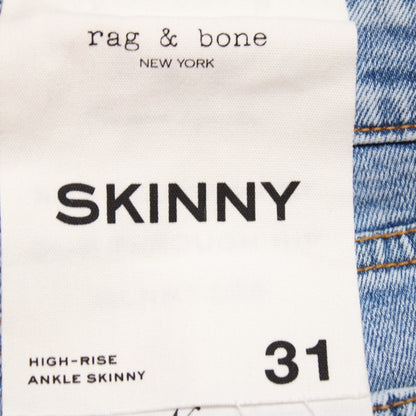 rag & bone
NEW YORK
SKINNY
HIGH-RISE
ANKLE SKINNY
31